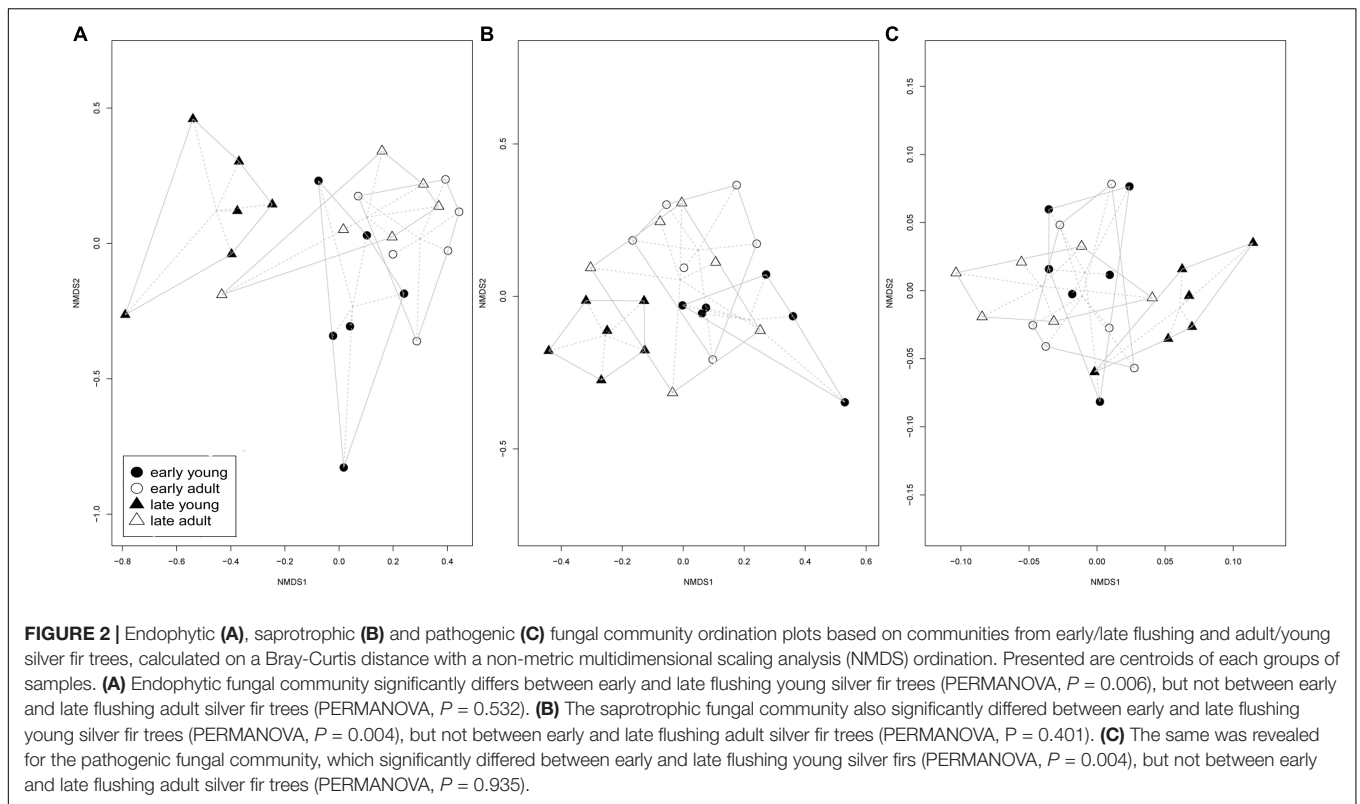 A
B
C
0.5
0.0
−0.5
−1.0
NMDS2
−0.8
−0.6
−0.4
−0.2
0.0
0.2
0.4
NMDS1
early young
early adult
late young
late adult
0.5
0.0
−0.5
NMDS2
−0.4
−0.2
0.0
0.2
0.4
0.6
NMDS1
0.15
0.10
0.05
0.00
−0.05
−0.10
−0.15
NMDS2
−0.10
−0.05
0.00
0.05
0.10
NMDS1
FIGURE 2 | Endophytic (A), saprotrophic (B) and pathogenic (C) fungal community ordination plots based on communities from early/late flushing and adult/young
silver fir trees, calculated on a Bray-Curtis distance with a non-metric multidimensional scaling analysis (NMDS) ordination. Presented are centroids of each groups of
samples. (A) Endophytic fungal community significantly differs between early and late flushing young silver fir trees (PERMANOVA, P = 0.006), but not between early
and late flushing adult silver fir trees (PERMANOVA, P = 0.532). (B) The saprotrophic fungal community also significantly differed between early and late flushing
young silver fir trees (PERMANOVA, P = 0.004), but not between early and late flushing adult silver fir trees (PERMANOVA, P = 0.401). (C) The same was revealed
for the pathogenic fungal community, which significantly differed between early and late flushing young silver firs (PERMANOVA, P = 0.004), but not between early
and late flushing adult silver fir trees (PERMANOVA, P = 0.935).